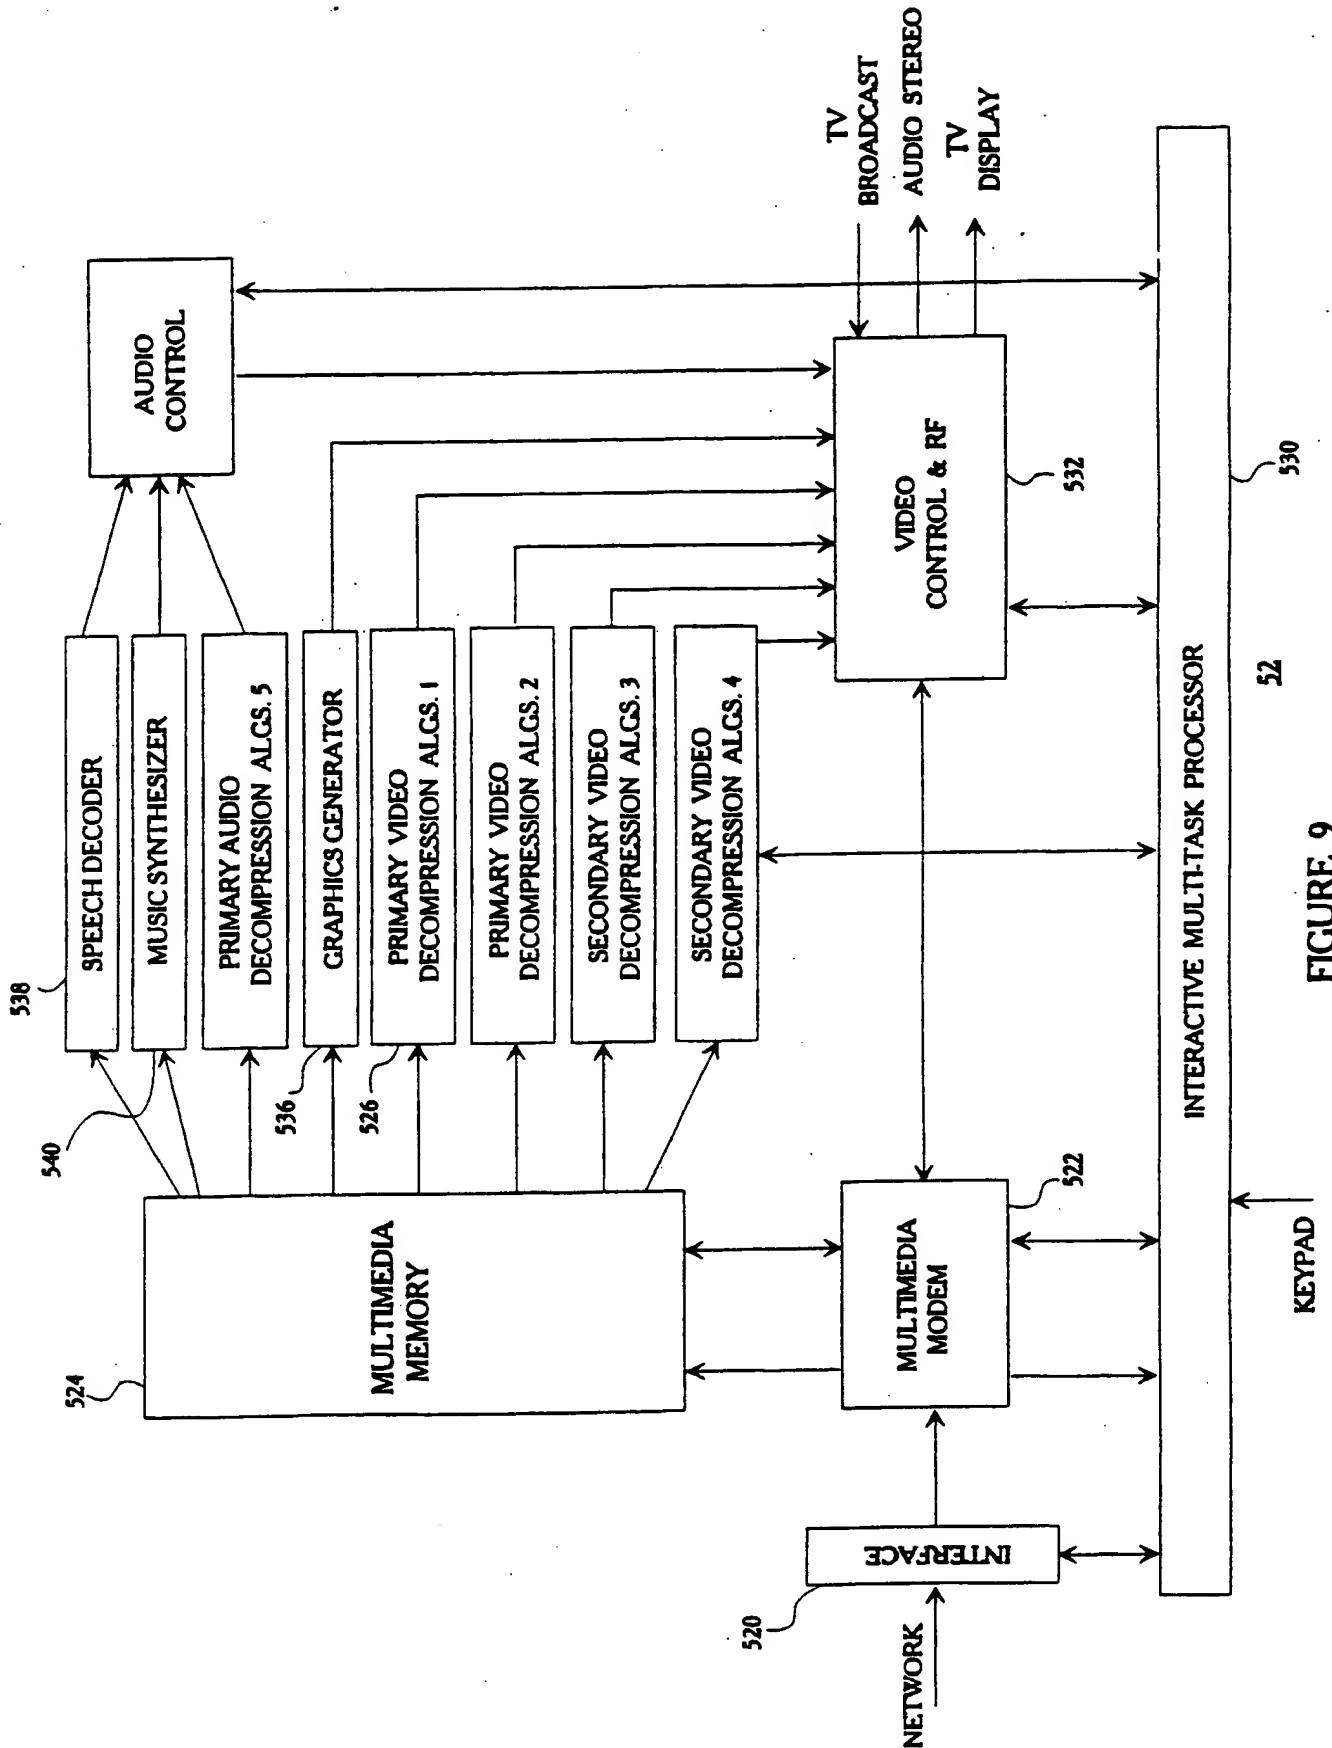 538
SPEECH DECODER
540
MUSIC SYNTHESIZER
PRIMARY AUDIO
DECOMPRESSION ALGS. 5
536
GRAPHICS GENERATOR
526
PRIMARY VIDEO
DECOMPRESSION ALGS. 1
PRIMARY VIDEO
DECOMPRESSION ALGS. 2
SECONDARY VIDEO
DECOMPRESSION ALGS. 3
SECONDARY VIDEO
DECOMPRESSION ALGS. 4
AUDIO
CONTROL
524
MULTIMEDIA
MEMORY
TV
BROADCAST
AUDIO STEREO
TV
DISPLAY
VIDEO
CONTROL & RF
532
MULTIMEDIA
MODEM
522
520
INTERFACE
NETWORK
INTERACTIVE MULTI-TASK PROCESSOR
530
52
KEYPAD
FIGURE 9